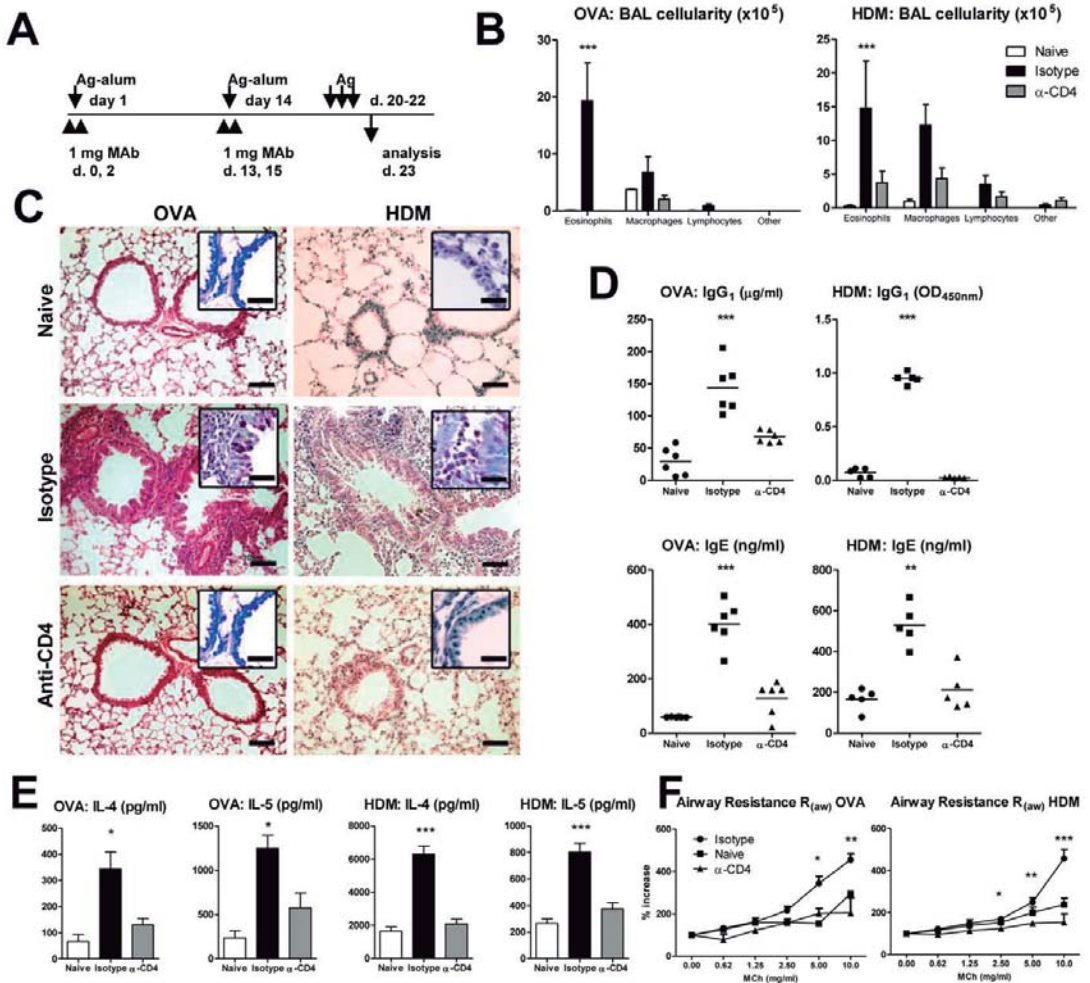 A
Ag-alum
day 1
Ag-alum
day 14
Ag
d. 20-22
1 mg MAb
d. 0, 2
1 mg MAb
d. 13, 15
analysis
d. 23
B
OVA: BAL cellularity (x10⁵)
30
20
10
0
Eosinophils Macrophages Lymphocytes Other
***
HDM: BAL cellularity (x10⁵)
25
20
15
10
5
0
Eosinophils Macrophages Lymphocytes Other
***
Naive
Isotype
α-CD4
C
OVA HDM
Naive
Isotype
Anti-CD4
D
OVA: IgG₁ (μg/ml)
250
200
150
100
50
0
Naive Isotype α-CD4
***
HDM: IgG₁ (OD₄₅₀nm)
1.5
1.0
0.5
0.0
Naive Isotype α-CD4
***
OVA: IgE (ng/ml)
600
400
200
0
Naive Isotype α-CD4
***
HDM: IgE (ng/ml)
800
600
400
200
0
Naive Isotype α-CD4
**
E
OVA: IL-4 (pg/ml)
500
400
300
200
100
0
Naive Isotype α-CD4
*
OVA: IL-5 (pg/ml)
1500
1000
500
0
Naive Isotype α-CD4
*
HDM: IL-4 (pg/ml)
8000
6000
4000
2000
0
Naive Isotype α-CD4
***
HDM: IL-5 (pg/ml)
1000
800
600
400
200
0
Naive Isotype α-CD4
***
F
Airway Resistance R(aw) OVA
% increase
600
400
200
0
Isotype
Naive
α-CD4
* **
0.00 0.62 1.25 2.50 5.00 10.0
MCh (mg/ml)
Airway Resistance R(aw) HDM
600
400
200
0
* ** ***
0.00 0.62 1.25 2.50 5.00 10.0
MCh (mg/ml)